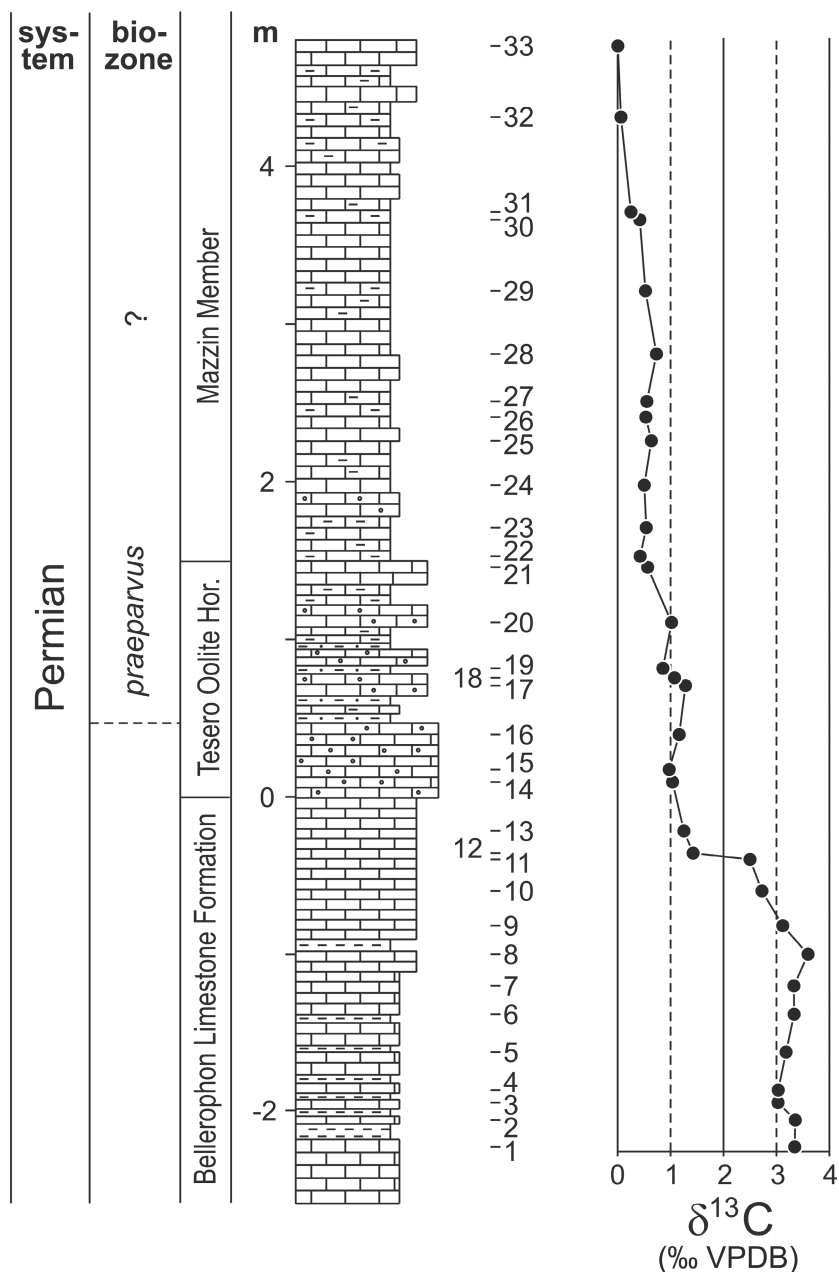 sys-
tem
bio-
zone
m
Permian
?
praeparvus
Mazzin Member
Tesero Oolite Hor.
Bellerophon Limestone Formation
4
2
0
-2
33
32
31
30
29
28
27
26
25
24
23
22
21
20
19
18
17
16
15
14
13
12
11
10
9
8
7
6
5
4
3
2
1
0 1 2 3 4
δ¹³C
(‰ VPDB)